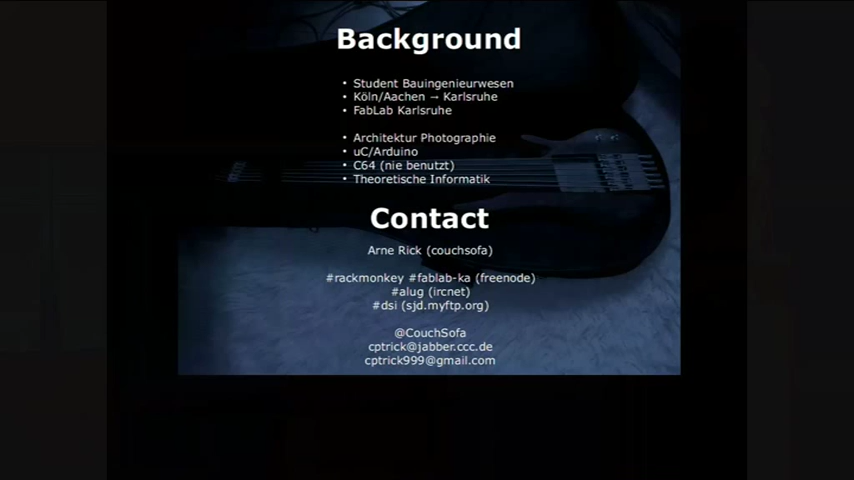 Background
• Student Bauingenieurwesen
• Köln/Aachen → Karlsruhe
• FabLab Karlsruhe
• Architektur Photographie
• uC/Arduino
• C64 (nie benutzt)
• Theoretische Informatik
Contact
Arne Rick (couchsofa)
#rackmonkey #fablab-ka (freenode)
#alug (ircnet)
#dsi (sjd.myftp.org)
@CouchSofa
cptrick@jabber.ccc.de
cptrick999@gmail.com